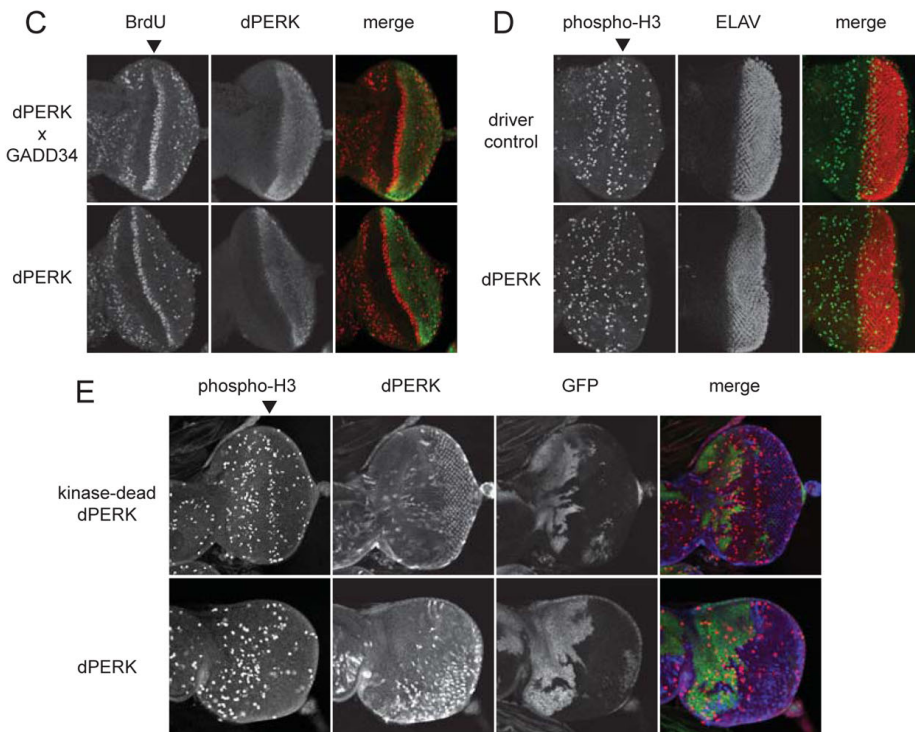 C
BrdU dPERK merge
dPERK
x
GADD34
dPERK
D
phospho-H3 ELAV merge
driver
control
dPERK
E
phospho-H3 dPERK GFP merge
kinase-dead
dPERK
dPERK